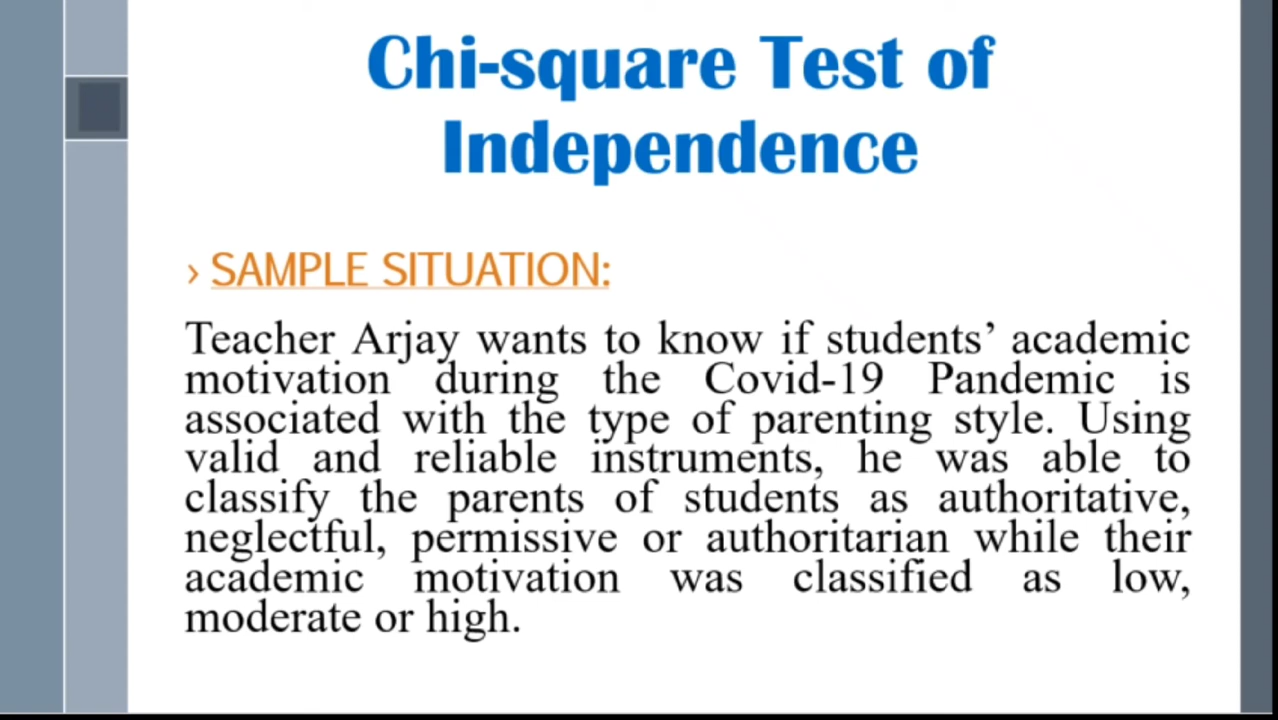 Chi-square Test of
Independence
› SAMPLE SITUATION:
Teacher Arjay wants to know if students’ academic
motivation during the Covid-19 Pandemic is
associated with the type of parenting style. Using
valid and reliable instruments, he was able to
classify the parents of students as authoritative,
neglectful, permissive or authoritarian while their
academic motivation was classified as low,
moderate or high.